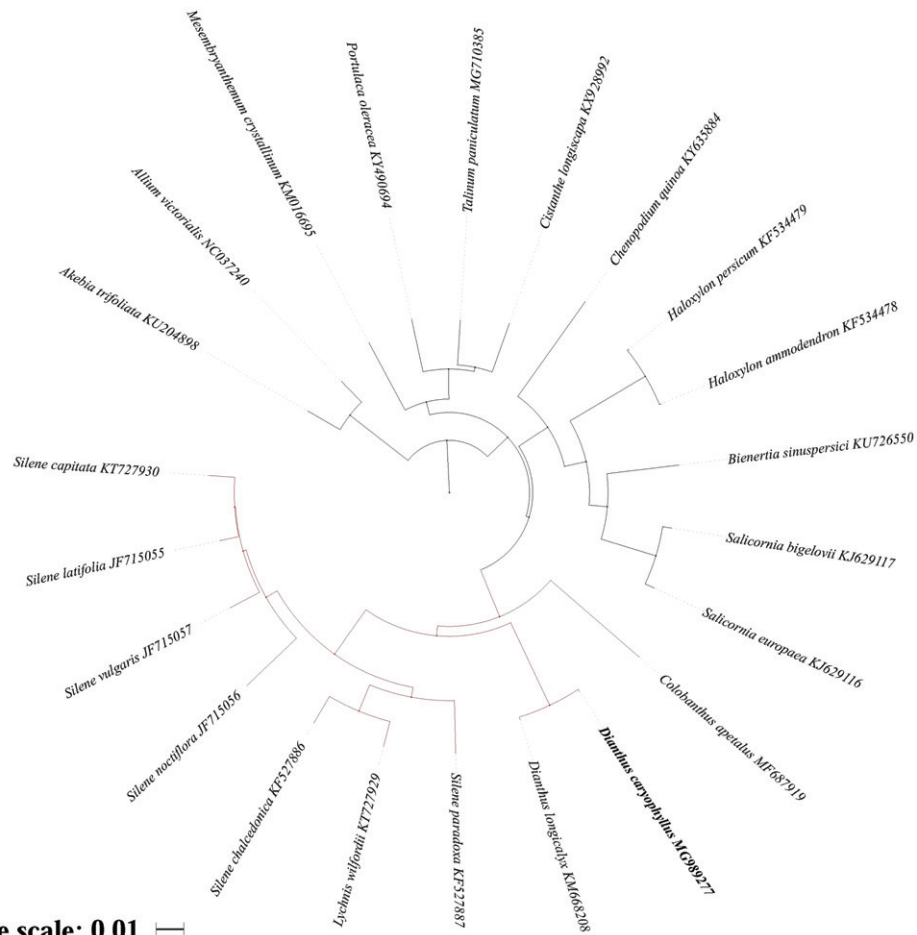 Mesembryanthemum crystallinum KM016695
Portulaca oleracea KY490694
Talinum paniculatum MG710385
Cistanthe longiscapa KX928992
Chenopodium quinoa KY635884
Haloxylon persicum KF534479
Haloxylon ammodendron KF534478
Bienertia sinuspersici KU726550
Salicornia bigelovii KJ629117
Salicornia europaea KJ629116
Colobanthus apetalus MF687919
Dianthus caryophyllus MG989277
Dianthus longicalyx KM668208
Silene paradoxa KF527887
Lychnis wilfordii KT727929
Silene chalcedonica KF527886
Silene noctiflora JF715056
Silene vulgaris JF715057
Silene latifolia JF715055
Silene capitata KT727930
Akebia trifoliata KU204898
Allium victorialis NC037240
e scale: 0.01